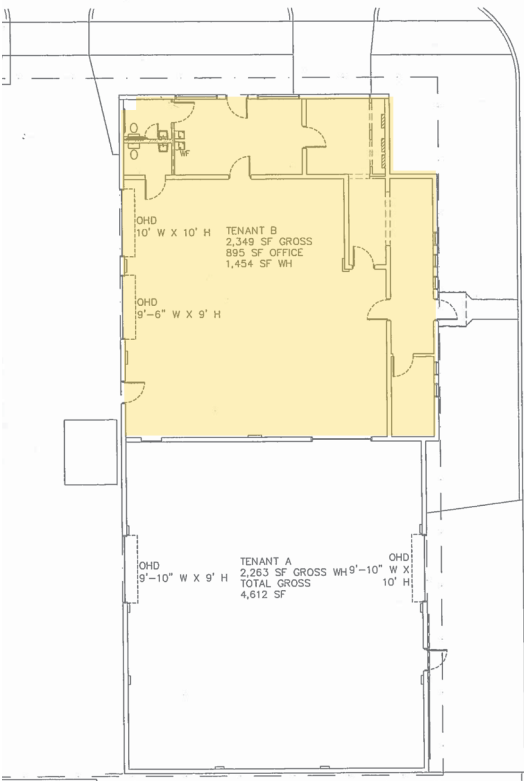 WF
OHD
10' W X 10' H
TENANT B
2,349 SF GROSS
895 SF OFFICE
1,454 SF WH
OHD
9'-6" W X 9' H
OHD
9'-10" W X 9' H
TENANT A
2,263 SF GROSS WH
TOTAL GROSS
4,612 SF
OHD
9'-10" W X
10' H